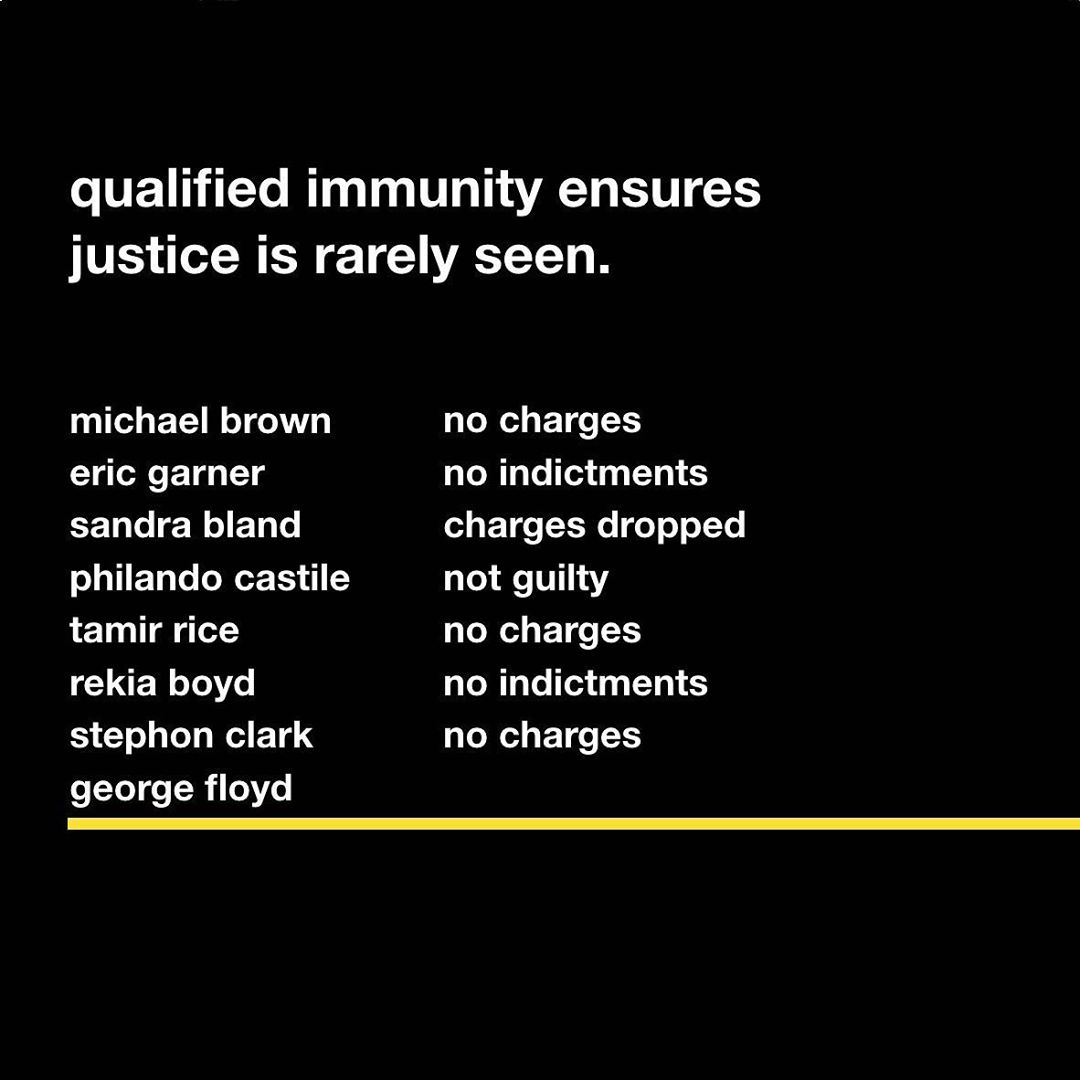 qualified immunity ensures
justice is rarely seen.
michael brown no charges
eric garner no indictments
sandra bland charges dropped
philando castile not guilty
tamir rice no charges
rekia boyd no indictments
stephon clark no charges
george floyd